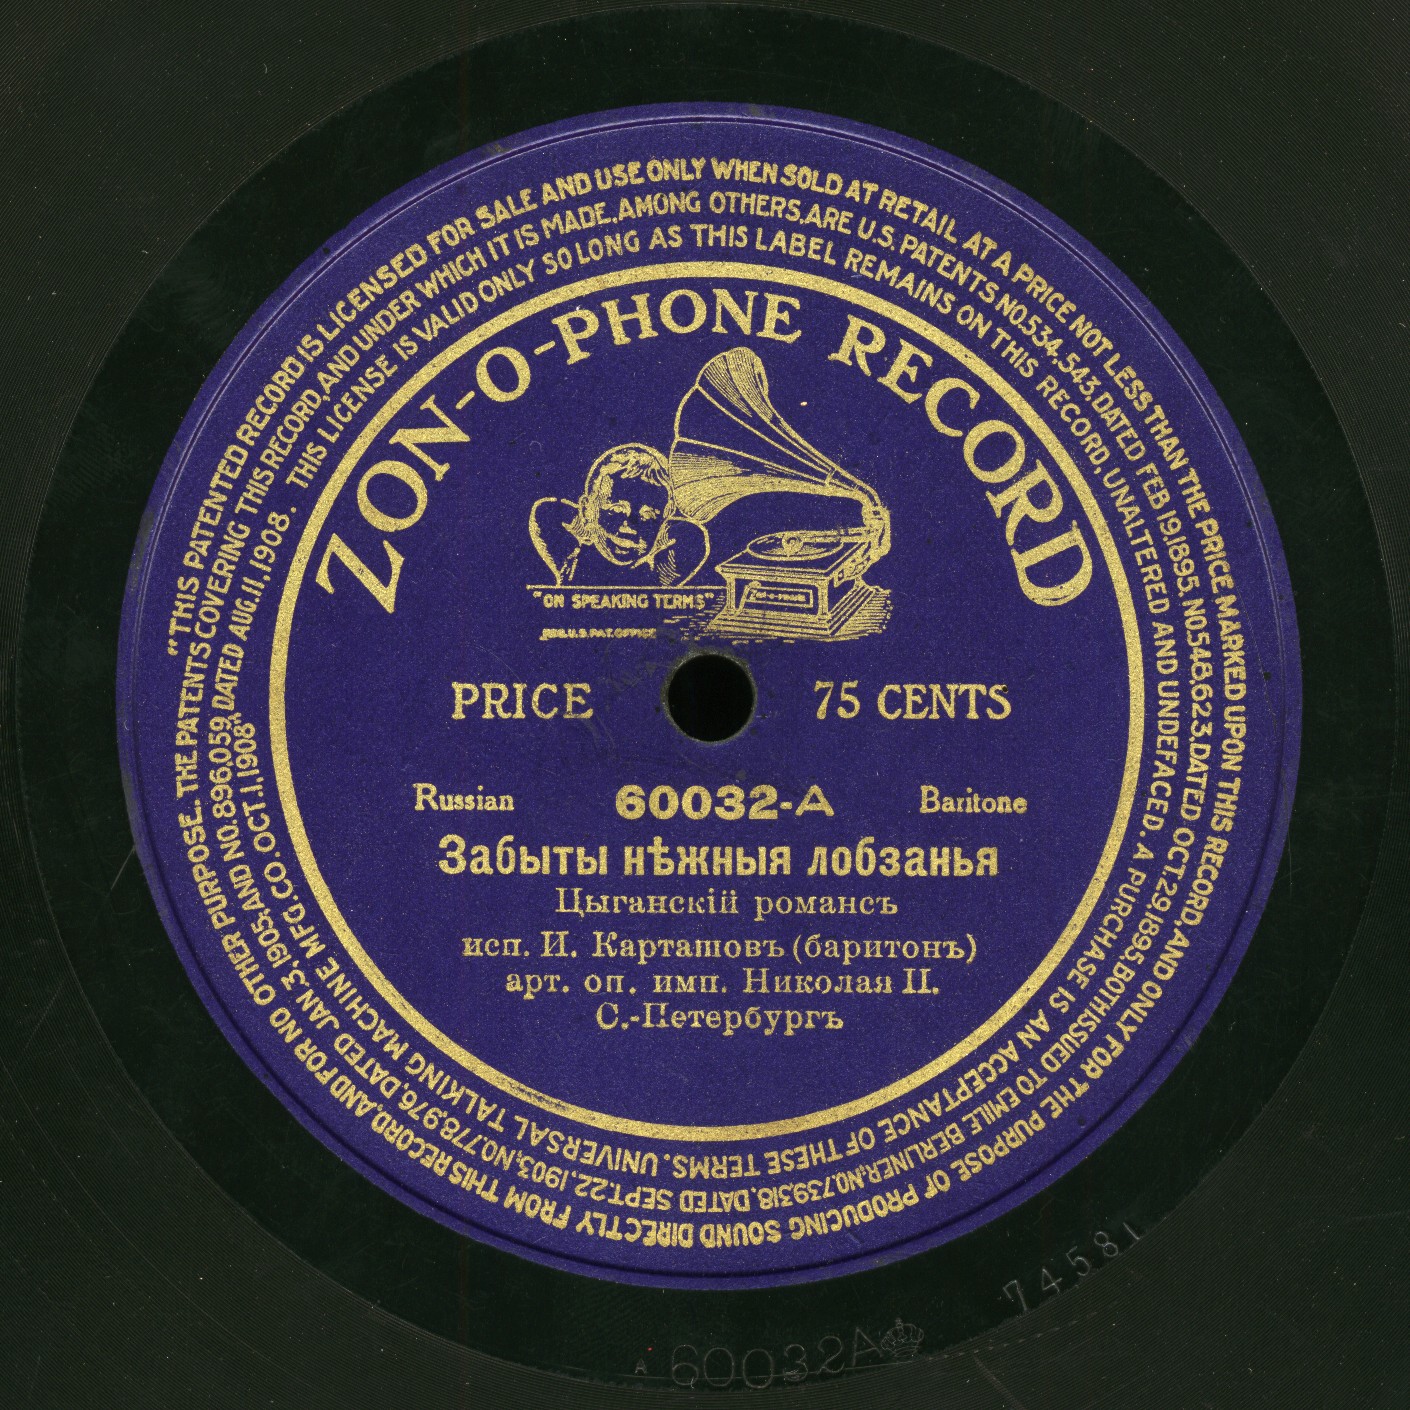 "THIS PATENTED RECORD IS LICENSED FOR SALE AND USE ONLY WHEN SOLD AT RETAIL AT A PRICE NOT LESS THAN THE PRICE MARKED UPON THIS RECORD, AND ONLY FOR THE PURPOSE OF PRODUCING SOUND DIRECTLY FROM THIS RECORD, AND FOR NO OTHER PURPOSE. THE PATENTS COVERING THIS RECORD, AND UNDER WHICH IT IS MADE, AMONG OTHERS, ARE U.S. PATENTS NO. 534,543, DATED FEB 19, 1895, NO. 548,623, DATED OCT. 29, 1895, BOTH ISSUED TO EMILE BERLINER: NO. 739,318, DATED SEPT. 22, 1903, NO. 778,976, DATED JAN. 3, 1905, AND NO. 896,059, DATED AUG. 11, 1908. THIS LICENSE IS VALID ONLY SO LONG AS THIS LABEL REMAINS ON THIS RECORD, UNALTERED AND UNDEFACED. A PURCHASE IS AN ACCEPTANCE OF THESE TERMS. UNIVERSAL TALKING MACHINE MFG. CO. OCT. 1, 1908"
ZON-O-PHONE RECORD
"ON SPEAKING TERMS"
REG. U.S. PAT. OFFICE
ZON-O-PHONE
PRICE 75 CENTS
Russian 60032-A Baritone
Забыты нѣжныя лобзанья
Цыганскій романсъ
исп. И. Карташовъ (баритонъ)
арт. оп. имп. Николая II.
С.-Петербургъ
74581
A 60032A